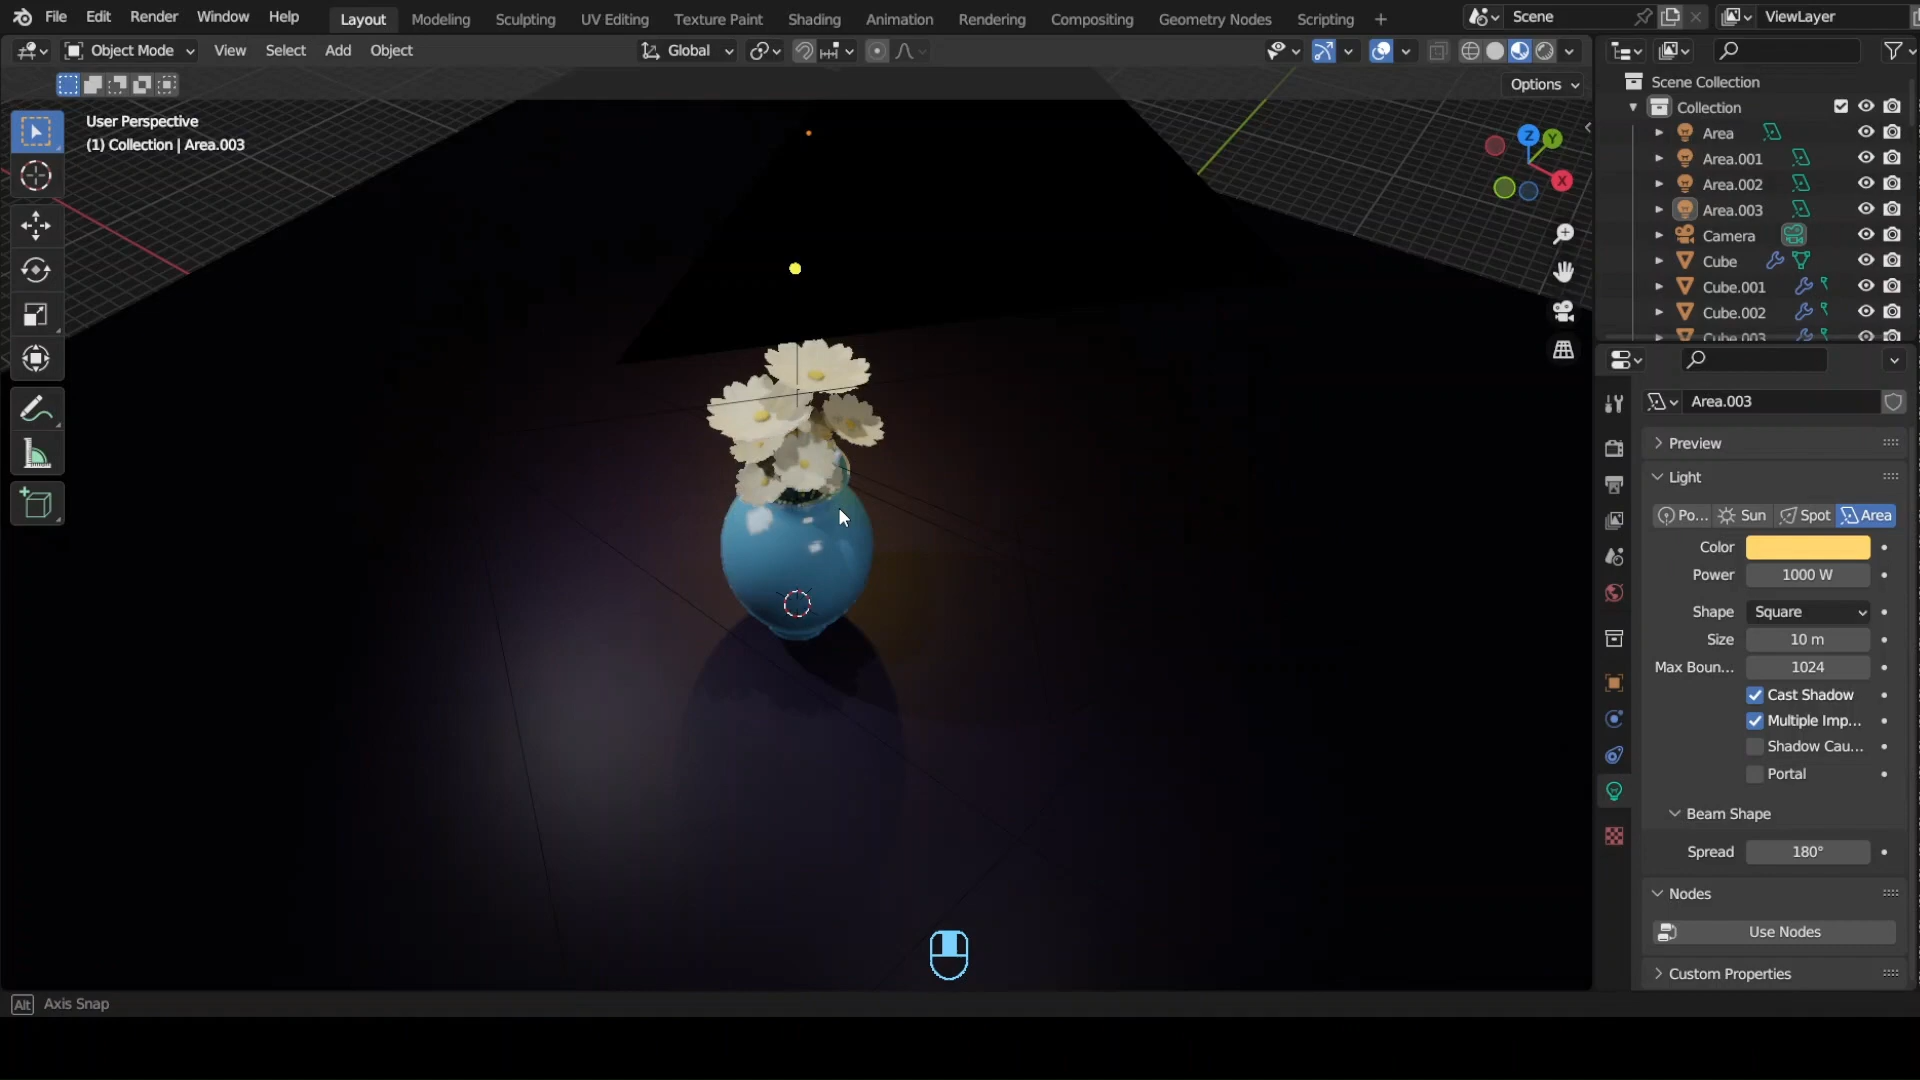 File Edit Render Window Help Layout Modeling Sculpting UV Editing Texture Paint Shading Animation Rendering Compositing Geometry Nodes Scripting + Scene ViewLayer
Object Mode View Select Add Object Global
Options
User Perspective
(1) Collection | Area.003
Z Y
X
Scene Collection
Collection
Area
Area.001
Area.002
Area.003
Camera
Cube
Cube.001
Cube.002
Cube.003
Area.003
Preview
Light
Po... Sun Spot Area
Color
Power 1000 W
Shape Square
Size 10 m
Max Boun... 1024
Cast Shadow
Multiple Imp...
Shadow Cau...
Portal
Beam Shape
Spread 180°
Nodes
Use Nodes
Custom Properties
Alt Axis Snap